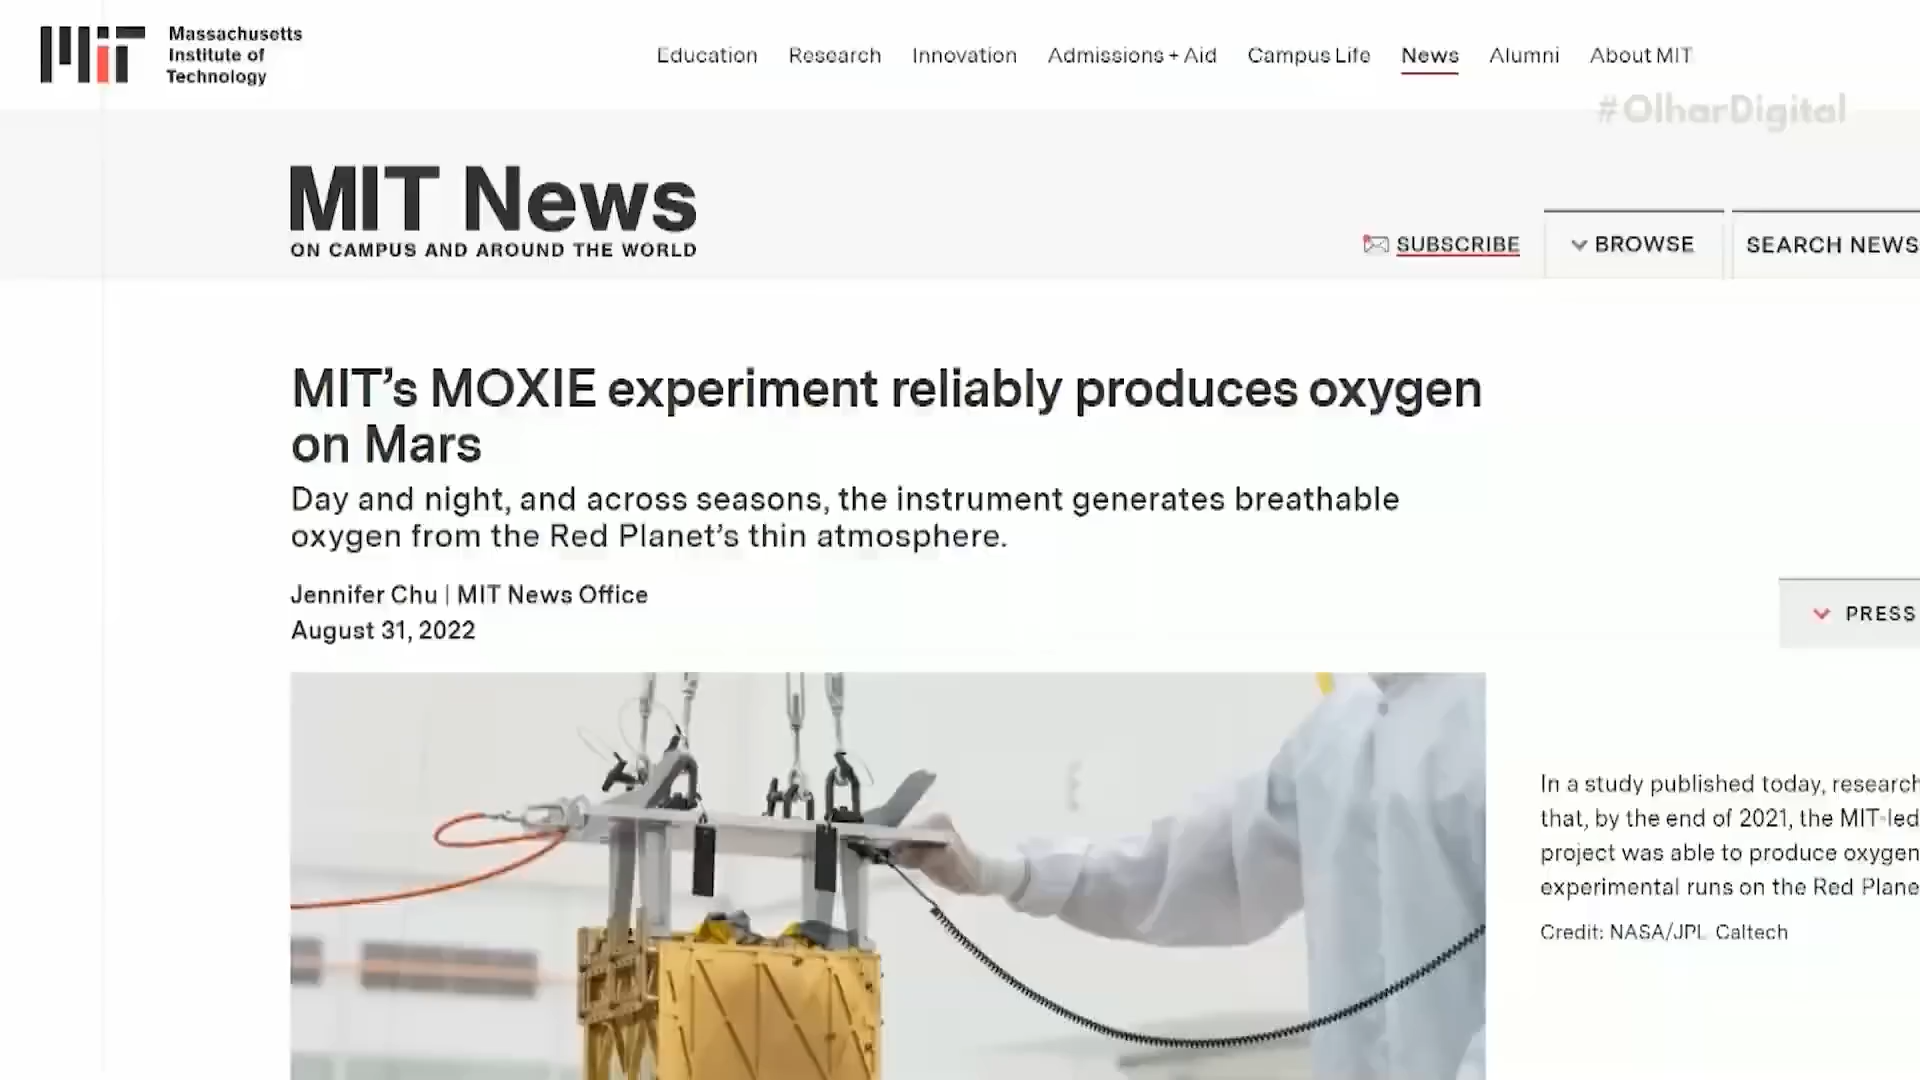 Massachusetts
Institute of
Technology
Education Research Innovation Admissions + Aid Campus Life News Alumni About MIT
#OlharDigital
MIT News
ON CAMPUS AND AROUND THE WORLD
SUBSCRIBE BROWSE SEARCH NEWS
MIT’s MOXIE experiment reliably produces oxygen
on Mars
Day and night, and across seasons, the instrument generates breathable
oxygen from the Red Planet’s thin atmosphere.
Jennifer Chu | MIT News Office
August 31, 2022
PRESS
In a study published today, research
that, by the end of 2021, the MIT-led
project was able to produce oxygen
experimental runs on the Red Plane
Credit: NASA/JPL Caltech